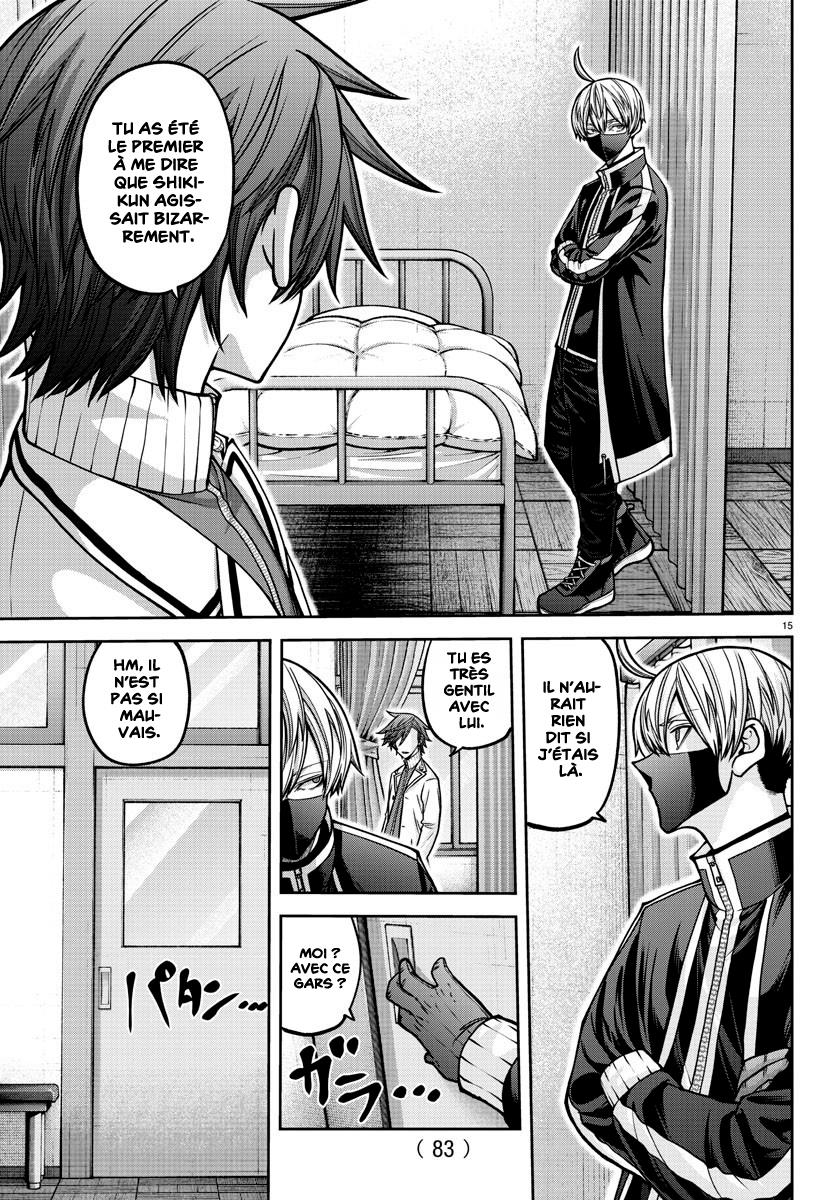 TU AS ÉTÉ
LE PREMIER
À ME DIRE
QUE SHIKI-
KUN AGIS-
SAIT BIZAR-
REMENT.
15
IL N'AU-
RAIT
RIEN
DIT SI
J'ÉTAIS
LÀ.
TU ES
TRÈS
GENTIL
AVEC
LUI.
MOI ?
AVEC CE
GARS ?
ガラ…
HM, IL
N'EST
PAS SI
MAU-
VAIS.
パタン…
( 83 )